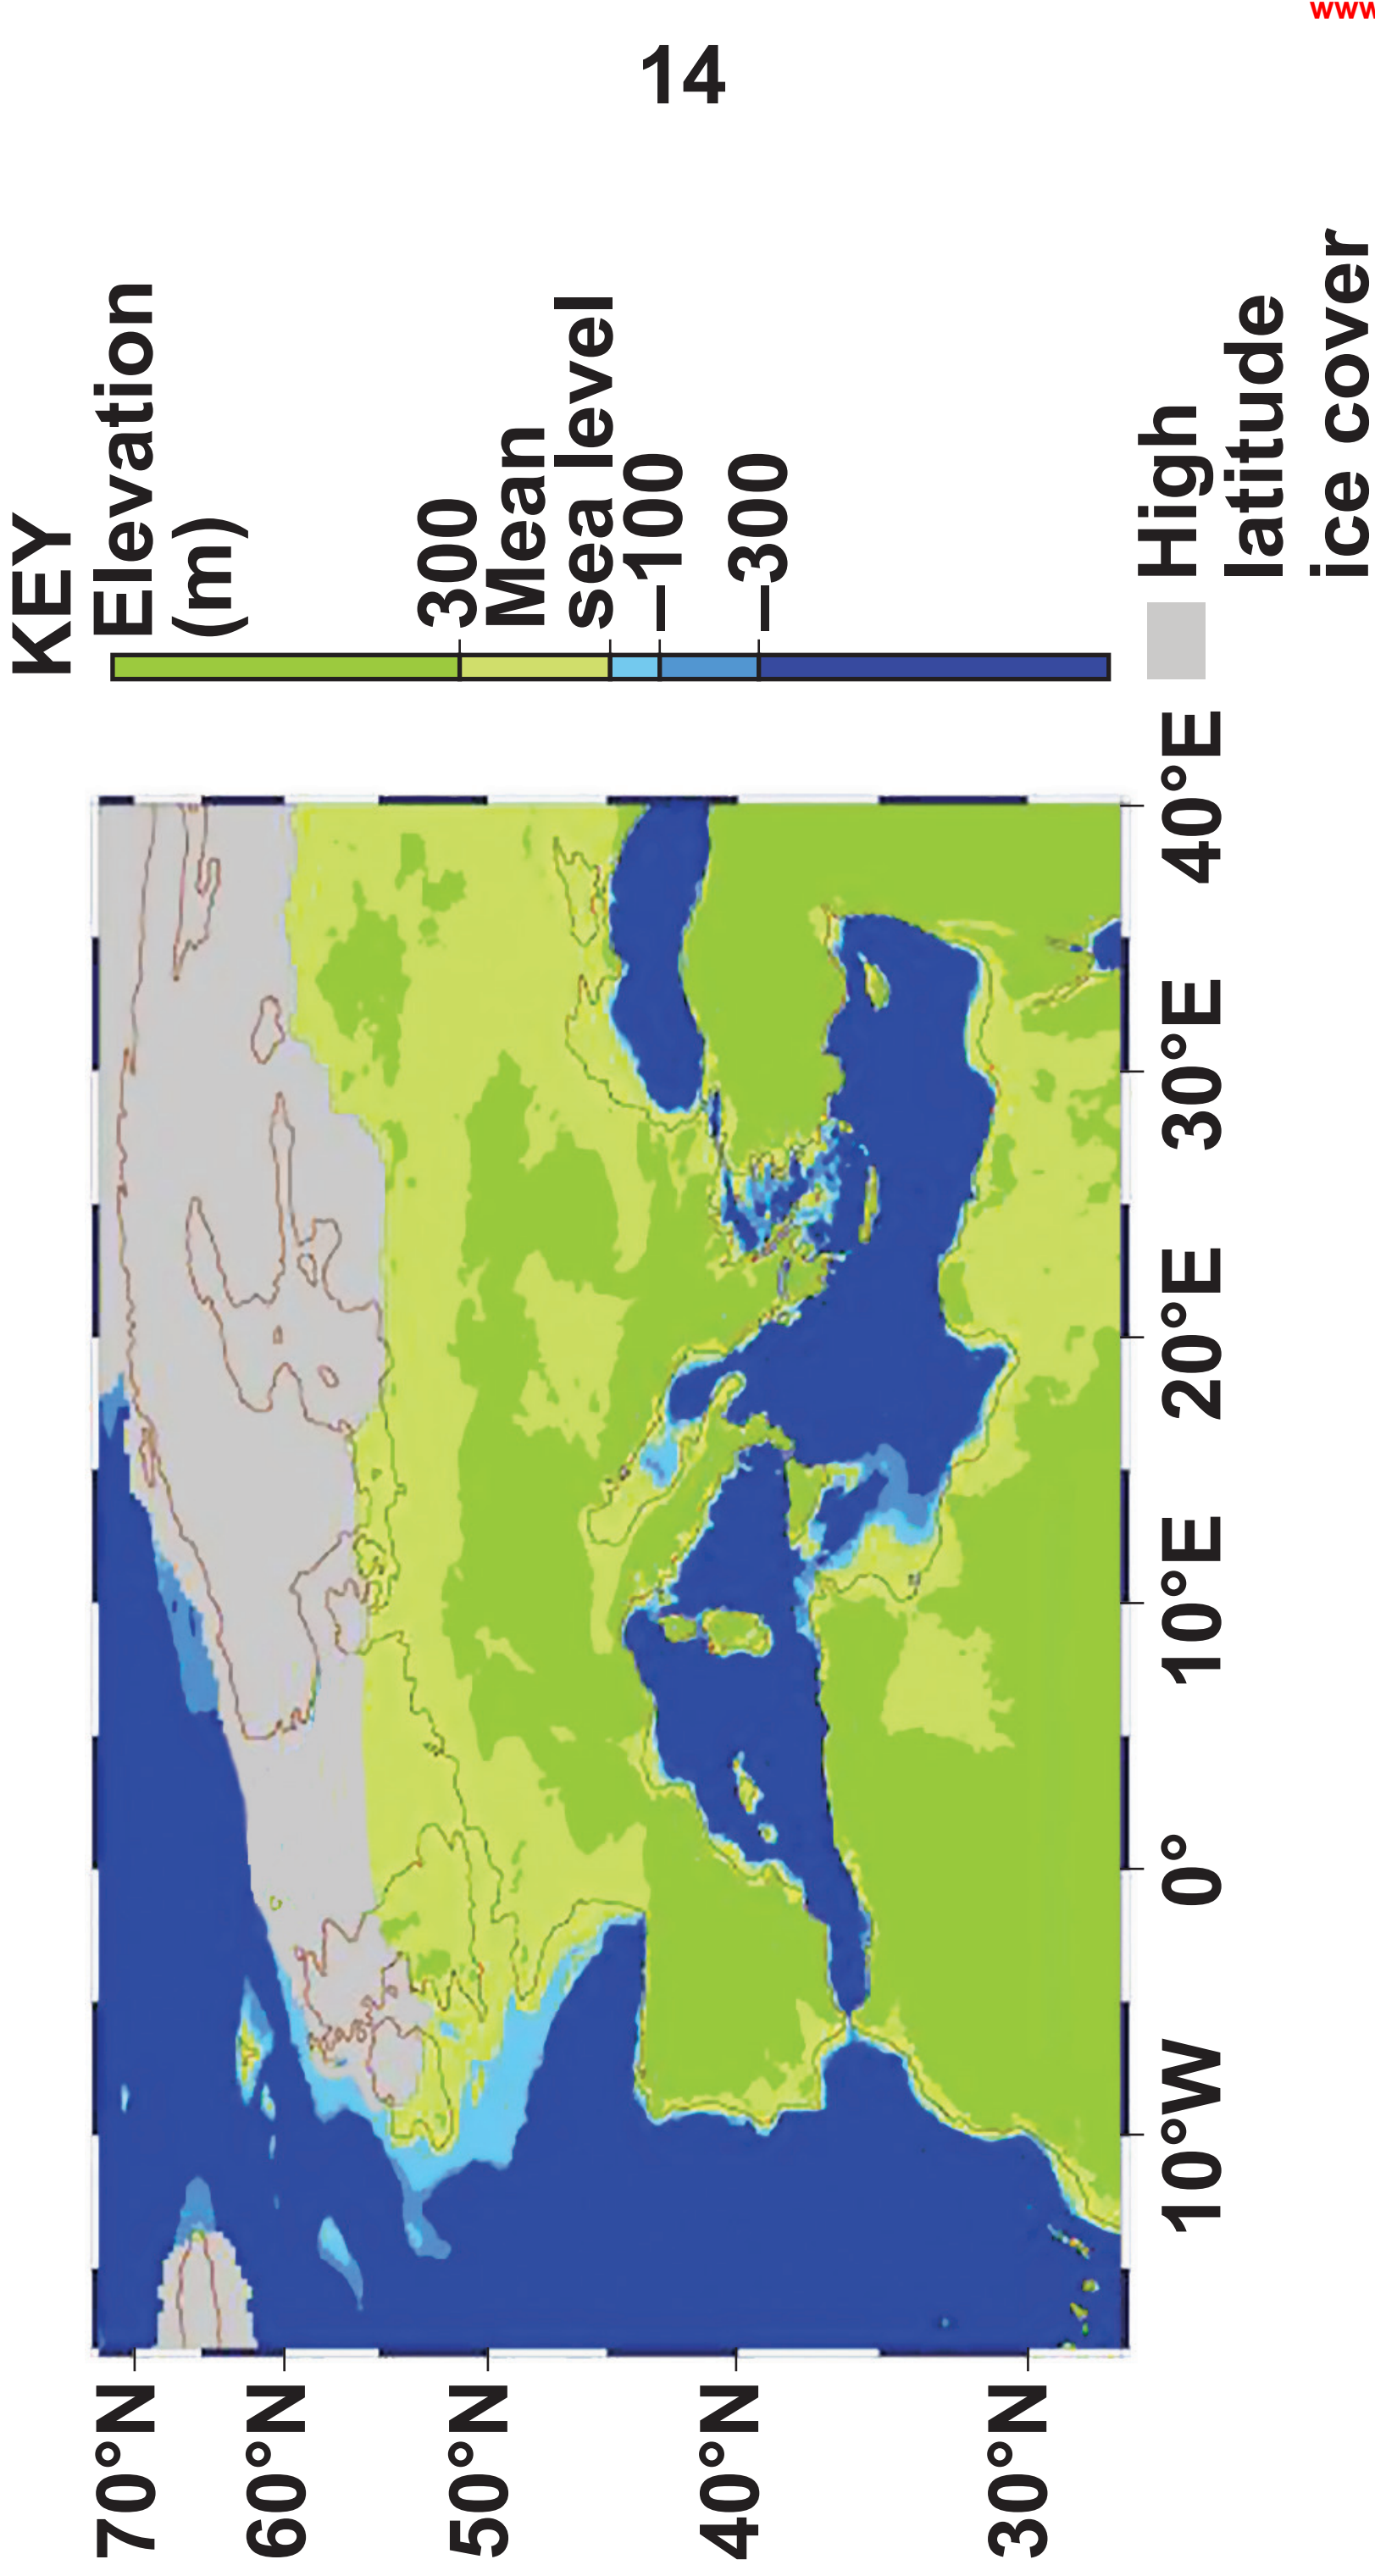 14
www
KEY
Elevation
(m)
300
Mean
sea level
–100
–300
High
latitude
ice cover
70°N
60°N
50°N
40°N
30°N
10°W
0°
10°E
20°E
30°E
40°E